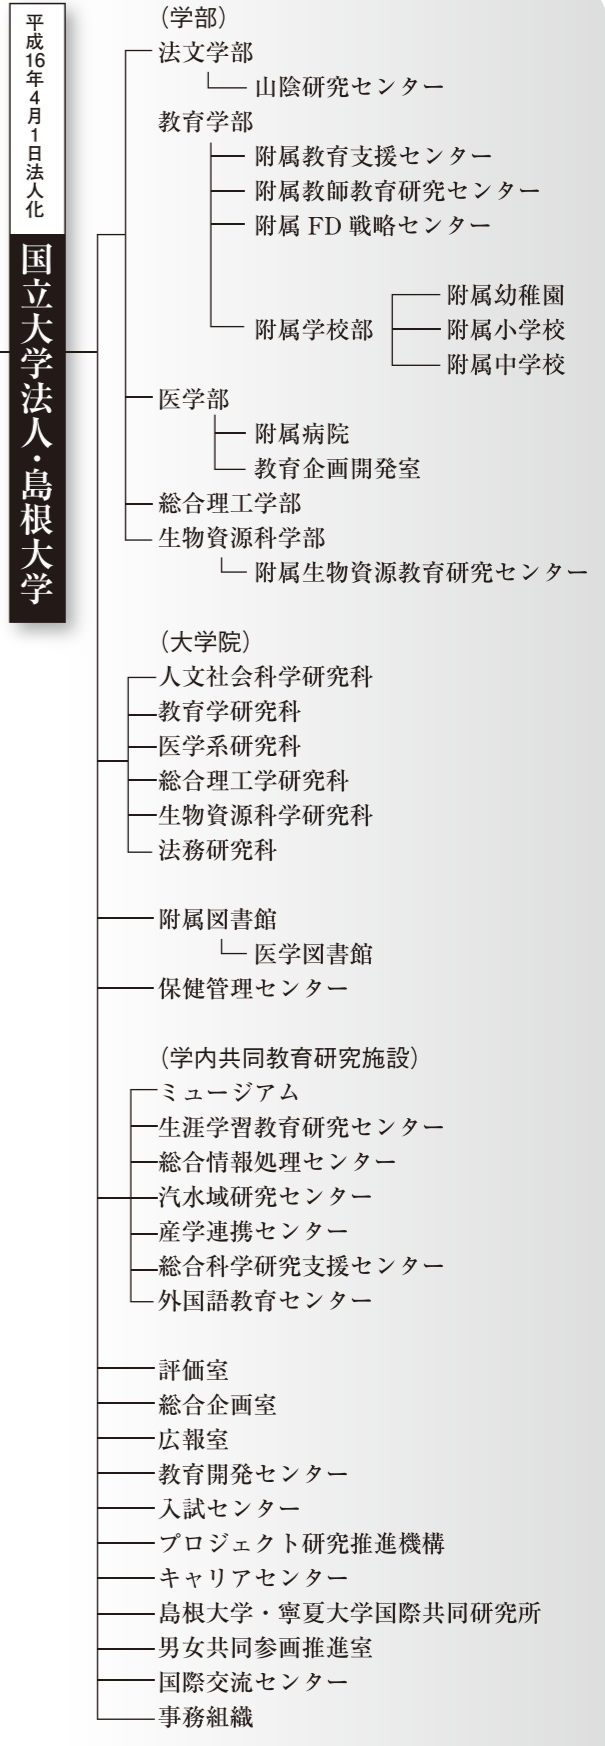 平成16年4月1日法人化
国立大学法人・島根大学
（学部）
法文学部
山陰研究センター
教育学部
附属教育支援センター
附属教師教育研究センター
附属 FD 戦略センター
附属学校部
附属幼稚園
附属小学校
附属中学校
医学部
附属病院
教育企画開発室
総合理工学部
生物資源科学部
附属生物資源教育研究センター
（大学院）
人文社会科学研究科
教育学研究科
医学系研究科
総合理工学研究科
生物資源科学研究科
法務研究科
附属図書館
医学図書館
保健管理センター
（学内共同教育研究施設）
ミュージアム
生涯学習教育研究センター
総合情報処理センター
汽水域研究センター
産学連携センター
総合科学研究支援センター
外国語教育センター
評価室
総合企画室
広報室
教育開発センター
入試センター
プロジェクト研究推進機構
キャリアセンター
島根大学・寧夏大学国際共同研究所
男女共同参画推進室
国際交流センター
事務組織